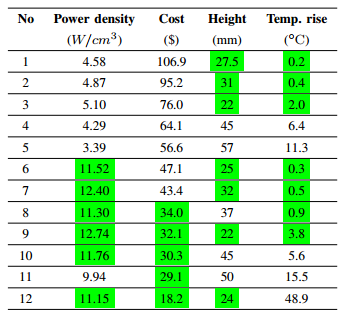 No Power density Cost Height Temp. rise
(W/cm³) ($) (mm) (°C)
1 4.58 106.9 27.5 0.2
2 4.87 95.2 31 0.4
3 5.10 76.0 22 2.0
4 4.29 64.1 45 6.4
5 3.39 56.6 57 11.3
6 11.52 47.1 25 0.3
7 12.40 43.4 32 0.5
8 11.30 34.0 37 0.9
9 12.74 32.1 22 3.8
10 11.76 30.3 45 5.6
11 9.94 29.1 50 15.5
12 11.15 18.2 24 48.9